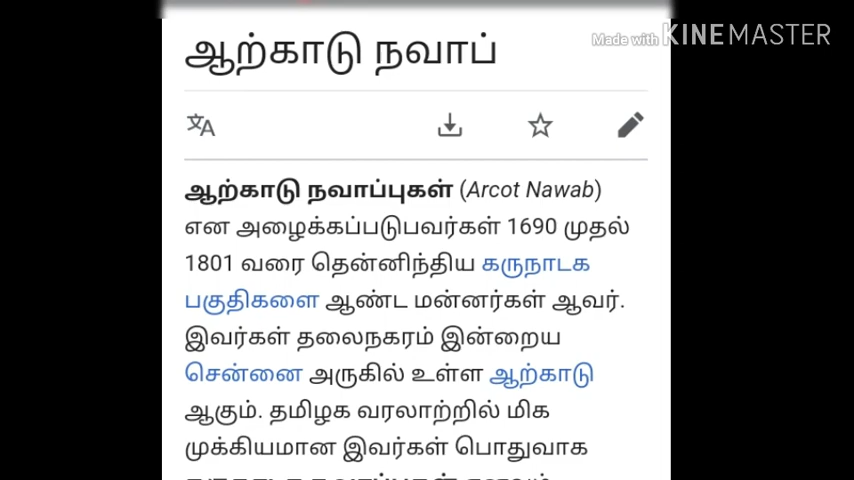 Made with KINEMASTER
ஆற்காடு நவாப்
ஆற்காடு நவாப்புகள் (Arcot Nawab)
என அழைக்கப்படுபவர்கள் 1690 முதல்
1801 வரை தென்னிந்திய கருநாடக
பகுதிகளை ஆண்ட மன்னர்கள் ஆவர்.
இவர்கள் தலைநகரம் இன்றைய
சென்னை அருகில் உள்ள ஆற்காடு
ஆகும். தமிழக வரலாற்றில் மிக
முக்கியமான இவர்கள் பொதுவாக